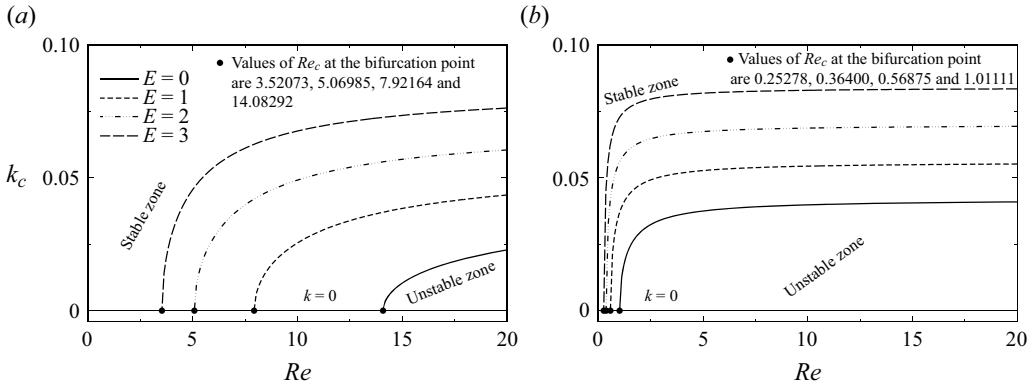 (a)
0.10
0.05
0
k_c
E = 0
E = 1
E = 2
E = 3
Values of Re_c at the bifurcation point
are 3.52073, 5.06985, 7.92164 and
14.08292
Stable zone
Unstable zone
k = 0
0 5 10 15 20
Re
(b)
0.10
0.05
0
Values of Re_c at the bifurcation point
are 0.25278, 0.36400, 0.56875 and 1.01111
Stable zone
Unstable zone
k = 0
0 5 10 15 20
Re